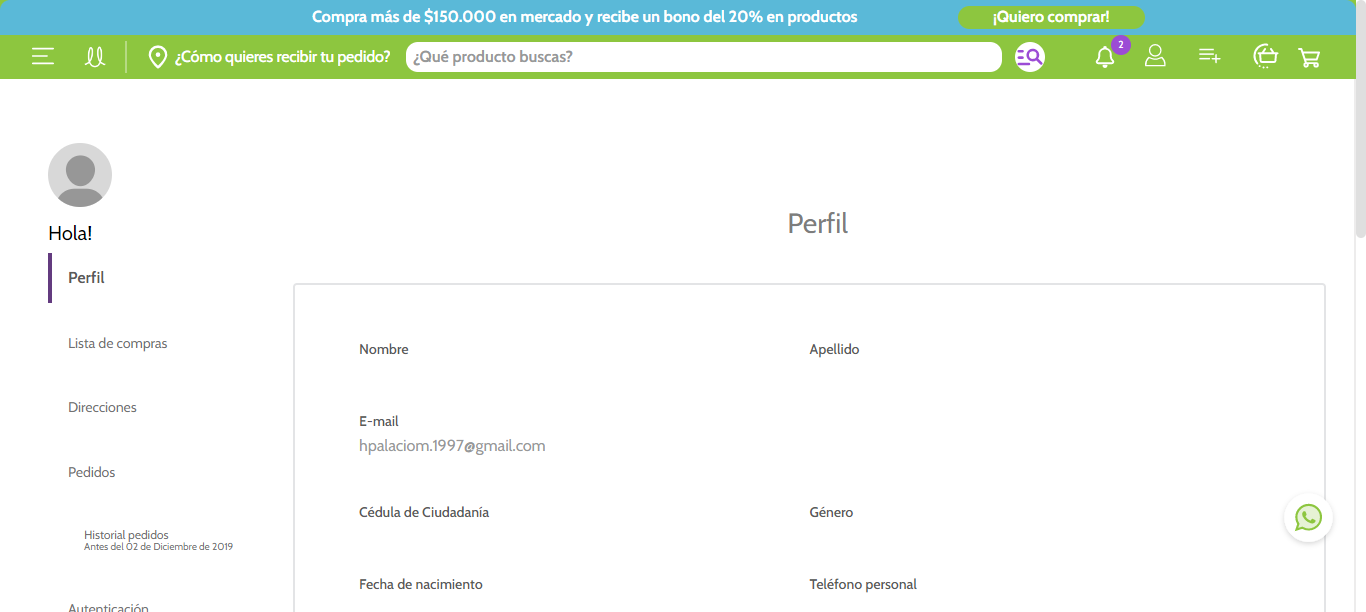 Compra más de $150.000 en mercado y recibe un bono del 20% en productos
¡Quiero comprar!
¿Cómo quieres recibir tu pedido?
¿Qué producto buscas?
2
Hola!
Perfil
Perfil
Lista de compras
Direcciones
Pedidos
Historial pedidos
Antes del 02 de Diciembre de 2019
Autenticación
Nombre
Apellido
E-mail
hpalaciom.1997@gmail.com
Cédula de Ciudadanía
Género
Fecha de nacimiento
Teléfono personal